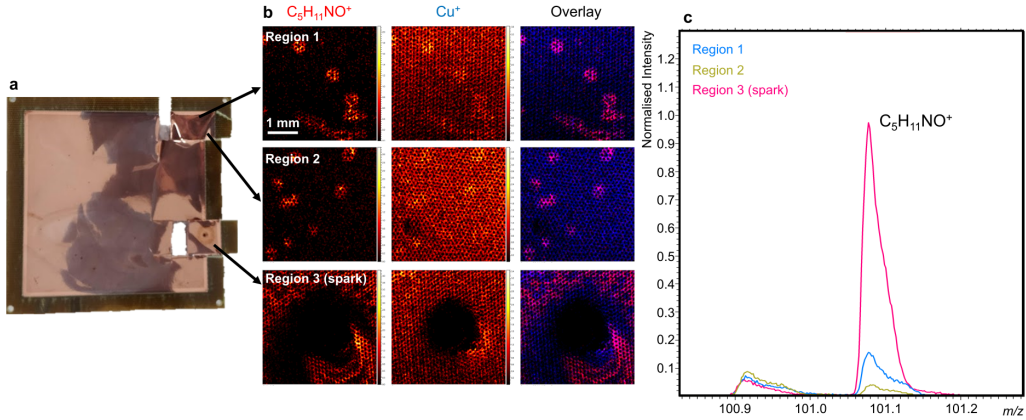 a
b
C₅H₁₁NO⁺
Cu⁺
Overlay
Region 1
1 mm
Region 2
Region 3 (spark)
c
Normalised Intensity
1.2
1.1
1.0
0.9
0.8
0.7
0.6
0.5
0.4
0.3
0.2
0.1
Region 1
Region 2
Region 3 (spark)
C₅H₁₁NO⁺
100.9
101.0
101.1
101.2
m/z